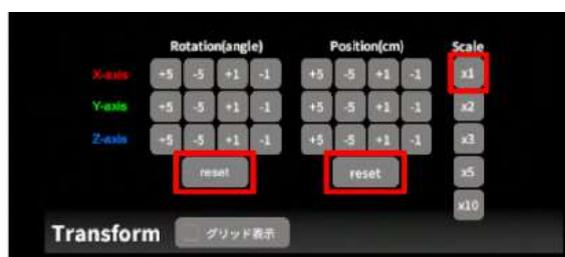 Rotation(angle) Position(cm) Scale
X-axis +5 -5 +1 -1 +5 -5 +1 -1 x1
Y-axis +5 -5 +1 -1 +5 -5 +1 -1 x2
Z-axis +5 -5 +1 -1 +5 -5 +1 -1 x3
reset reset x5
x10
Transform グリッド表示